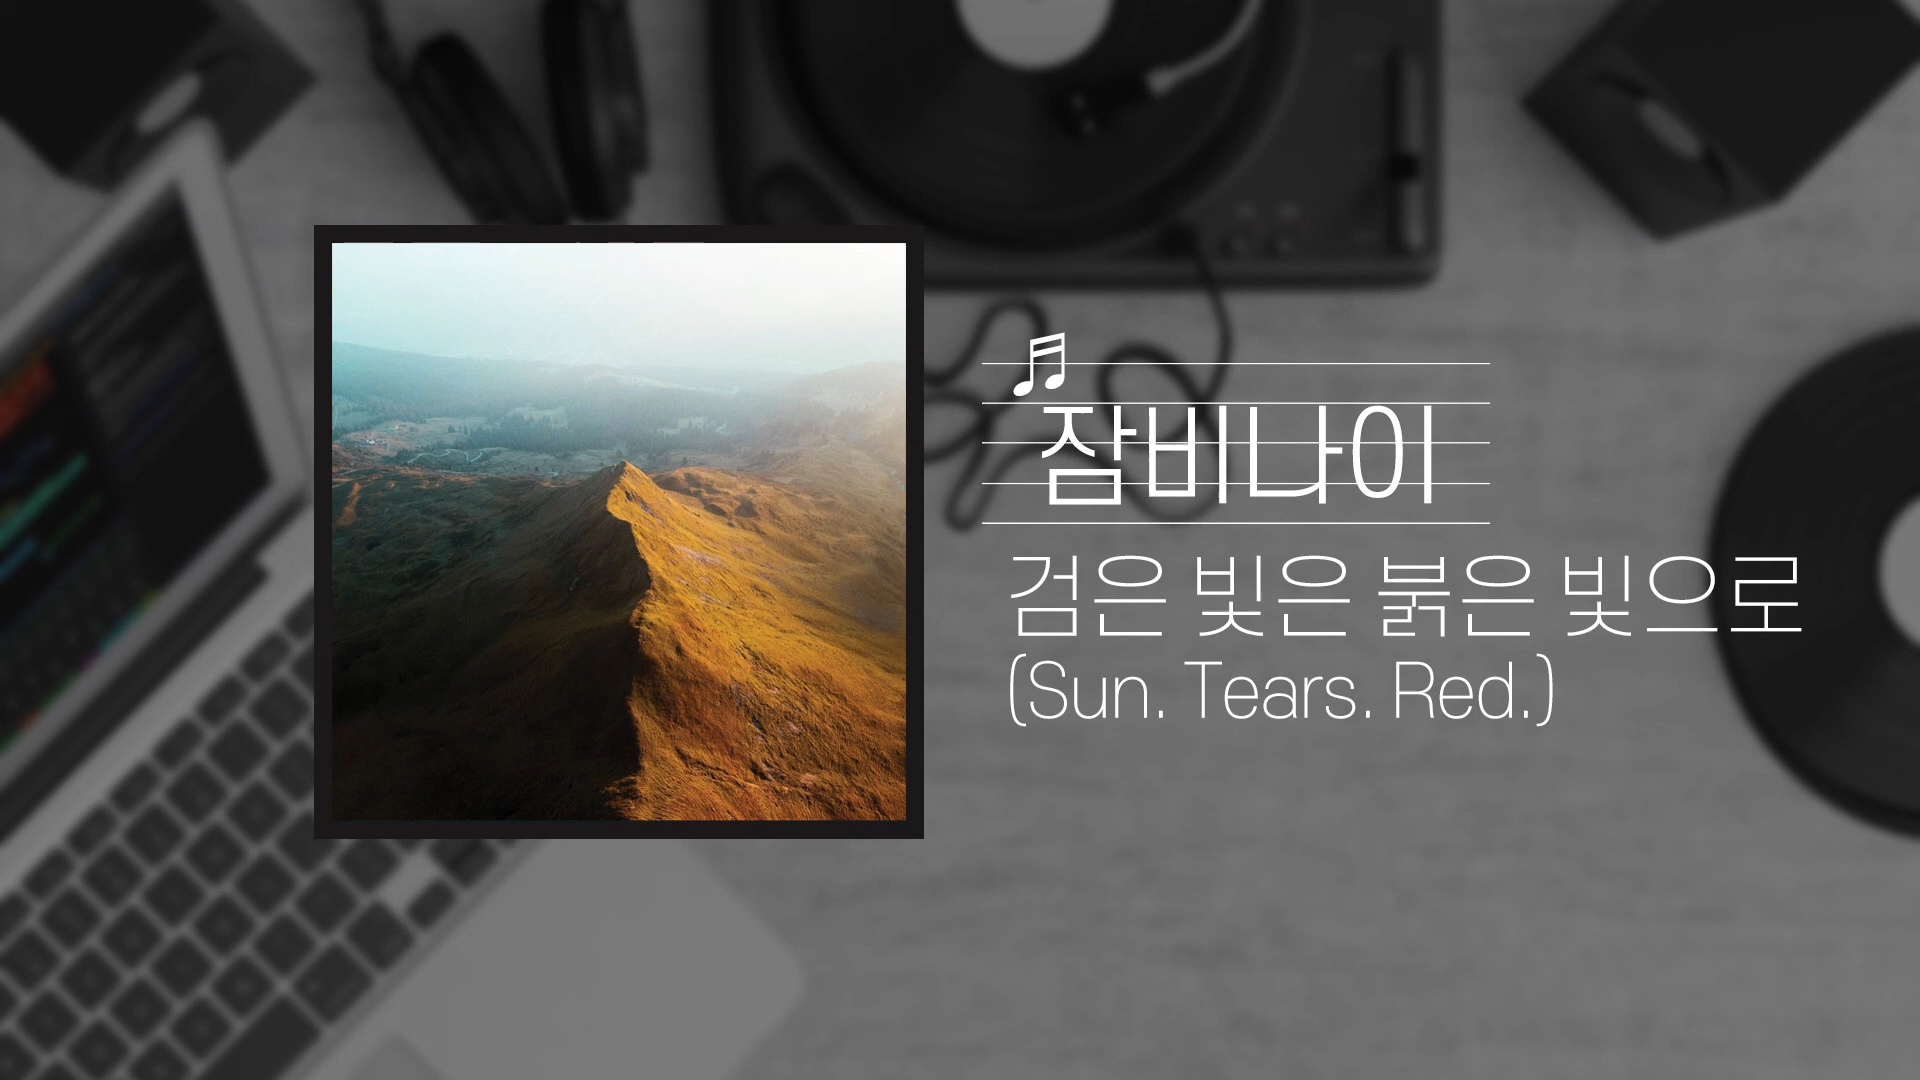 잠비나이
검은 빛은 붉은 빛으로
(Sun. Tears. Red.)